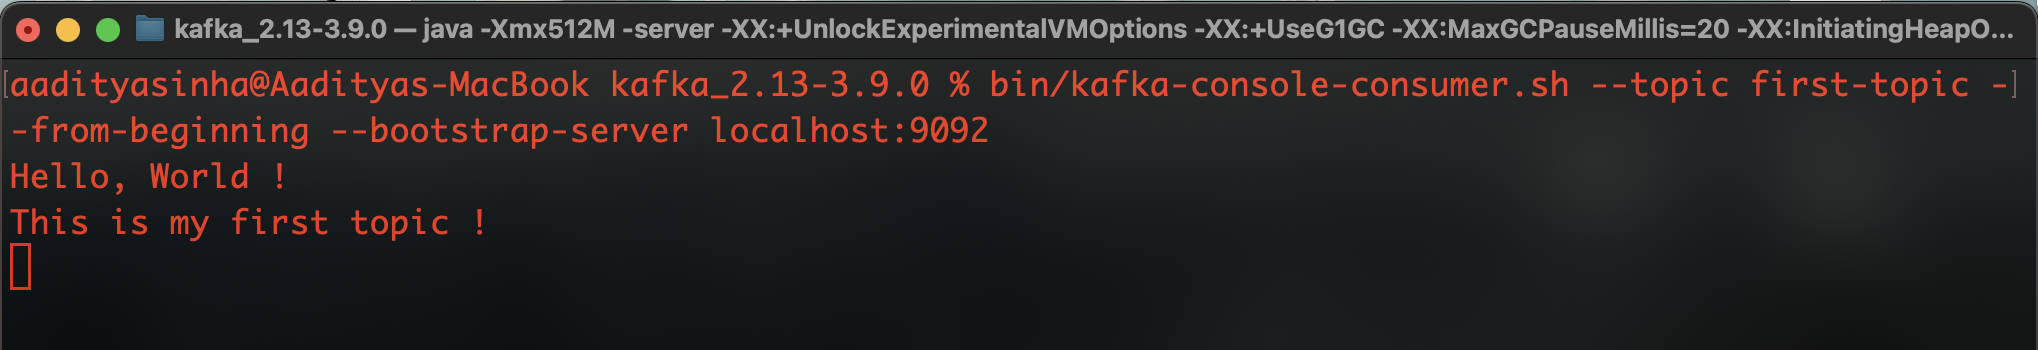 kafka_2.13-3.9.0 — java -Xmx512M -server -XX:+UnlockExperimentalVMOptions -XX:+UseG1GC -XX:MaxGCPauseMillis=20 -XX:InitiatingHeapO...
[aadityasinha@Aadityas-MacBook kafka_2.13-3.9.0 % bin/kafka-console-consumer.sh --topic first-topic -]
-from-beginning --bootstrap-server localhost:9092
Hello, World !
This is my first topic !